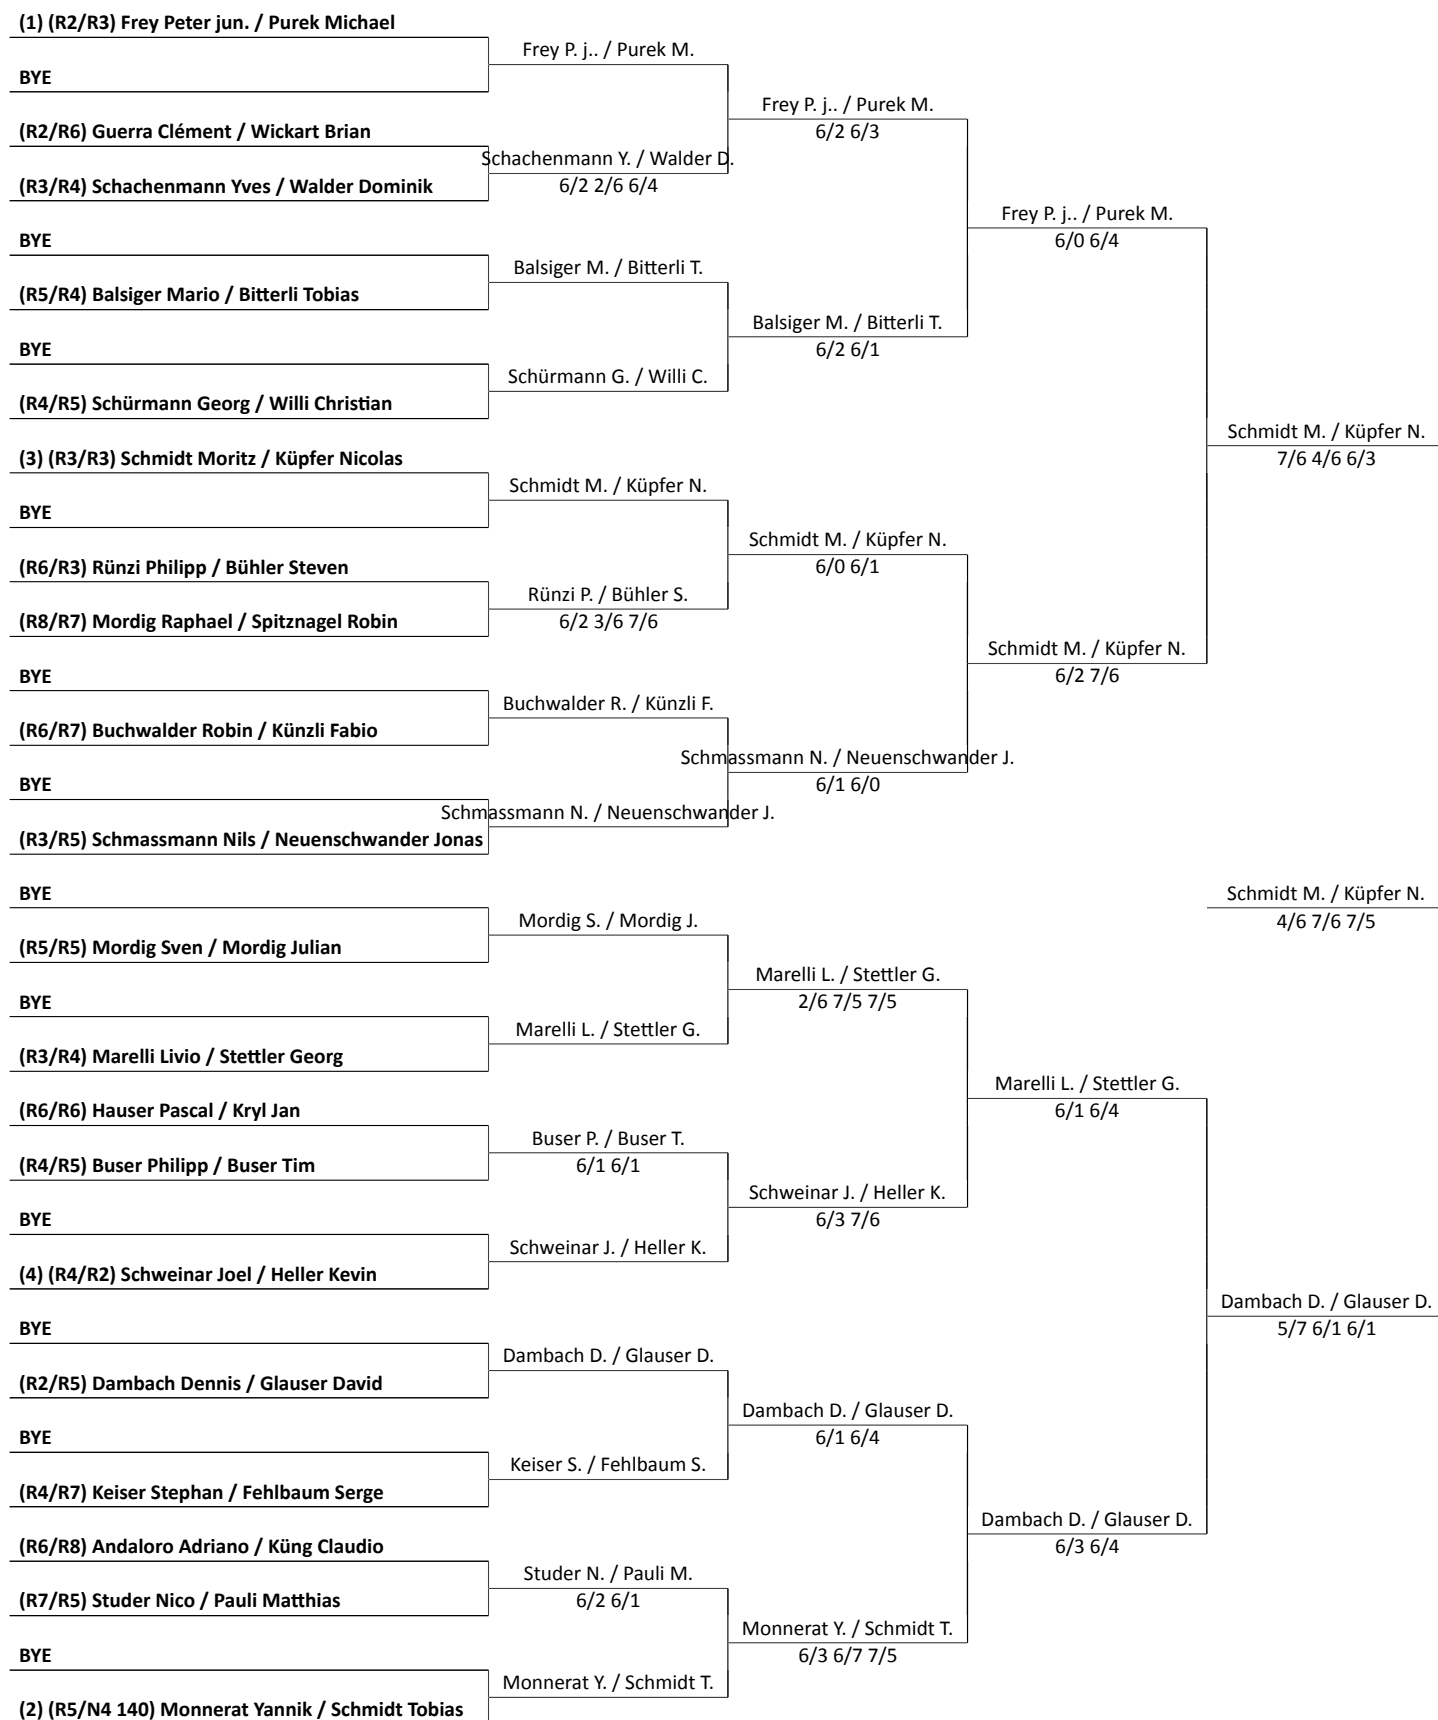 (1) (R2/R3) Frey Peter jun. / Purek Michael
Frey P. j.. / Purek M.
BYE
Frey P. j.. / Purek M.
6/2 6/3
(R2/R6) Guerra Clément / Wickart Brian
Schachenmann Y. / Walder D.
6/2 2/6 6/4
(R3/R4) Schachenmann Yves / Walder Dominik
Frey P. j.. / Purek M.
6/0 6/4
BYE
Balsiger M. / Bitterli T.
(R5/R4) Balsiger Mario / Bitterli Tobias
Balsiger M. / Bitterli T.
6/2 6/1
BYE
Schürmann G. / Willi C.
(R4/R5) Schürmann Georg / Willi Christian
Schmidt M. / Küpfer N.
7/6 4/6 6/3
(3) (R3/R3) Schmidt Moritz / Küpfer Nicolas
Schmidt M. / Küpfer N.
BYE
Schmidt M. / Küpfer N.
6/0 6/1
(R6/R3) Rünzi Philipp / Bühler Steven
Rünzi P. / Bühler S.
6/2 3/6 7/6
(R8/R7) Mordig Raphael / Spitznagel Robin
Schmidt M. / Küpfer N.
6/2 7/6
BYE
Buchwalder R. / Künzli F.
(R6/R7) Buchwalder Robin / Künzli Fabio
Schmassmann N. / Neuenschwander J.
6/1 6/0
BYE
Schmassmann N. / Neuenschwander J.
(R3/R5) Schmassmann Nils / Neuenschwander Jonas
BYE
Schmidt M. / Küpfer N.
4/6 7/6 7/5
Mordig S. / Mordig J.
(R5/R5) Mordig Sven / Mordig Julian
Marelli L. / Stettler G.
2/6 7/5 7/5
BYE
Marelli L. / Stettler G.
(R3/R4) Marelli Livio / Stettler Georg
Marelli L. / Stettler G.
6/1 6/4
(R6/R6) Hauser Pascal / Kryl Jan
Buser P. / Buser T.
6/1 6/1
(R4/R5) Buser Philipp / Buser Tim
Schweinar J. / Heller K.
6/3 7/6
BYE
Schweinar J. / Heller K.
(4) (R4/R2) Schweinar Joel / Heller Kevin
Dambach D. / Glauser D.
5/7 6/1 6/1
BYE
Dambach D. / Glauser D.
(R2/R5) Dambach Dennis / Glauser David
Dambach D. / Glauser D.
6/1 6/4
BYE
Keiser S. / Fehlbaum S.
(R4/R7) Keiser Stephan / Fehlbaum Serge
Dambach D. / Glauser D.
6/3 6/4
(R6/R8) Andaloro Adriano / Küng Claudio
Studer N. / Pauli M.
6/2 6/1
(R7/R5) Studer Nico / Pauli Matthias
Monnerat Y. / Schmidt T.
6/3 6/7 7/5
BYE
Monnerat Y. / Schmidt T.
(2) (R5/N4 140) Monnerat Yannik / Schmidt Tobias